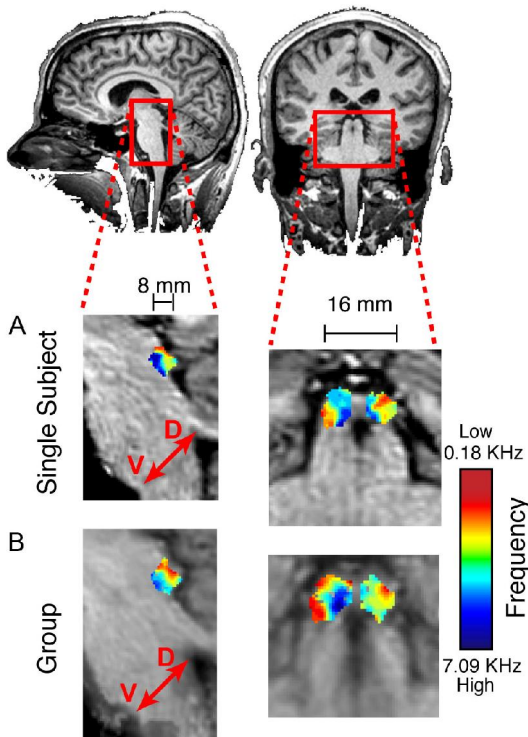 8 mm
16 mm
A
Single Subject
D
V
Low
0.18 KHz
Frequency
7.09 KHz
High
B
Group
D
V